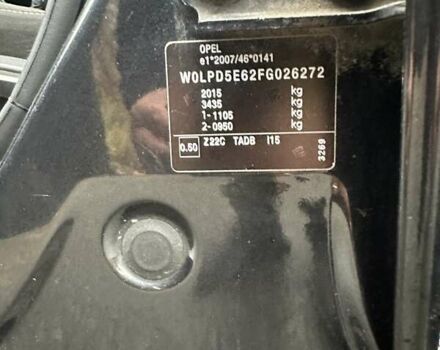 OPEL
e1*2007/46*0141
W0LPD5E62FG026272
2015 kg
3435 kg
1-1105 kg
2-0950 kg
0.50 Z22C TADB I15
3269